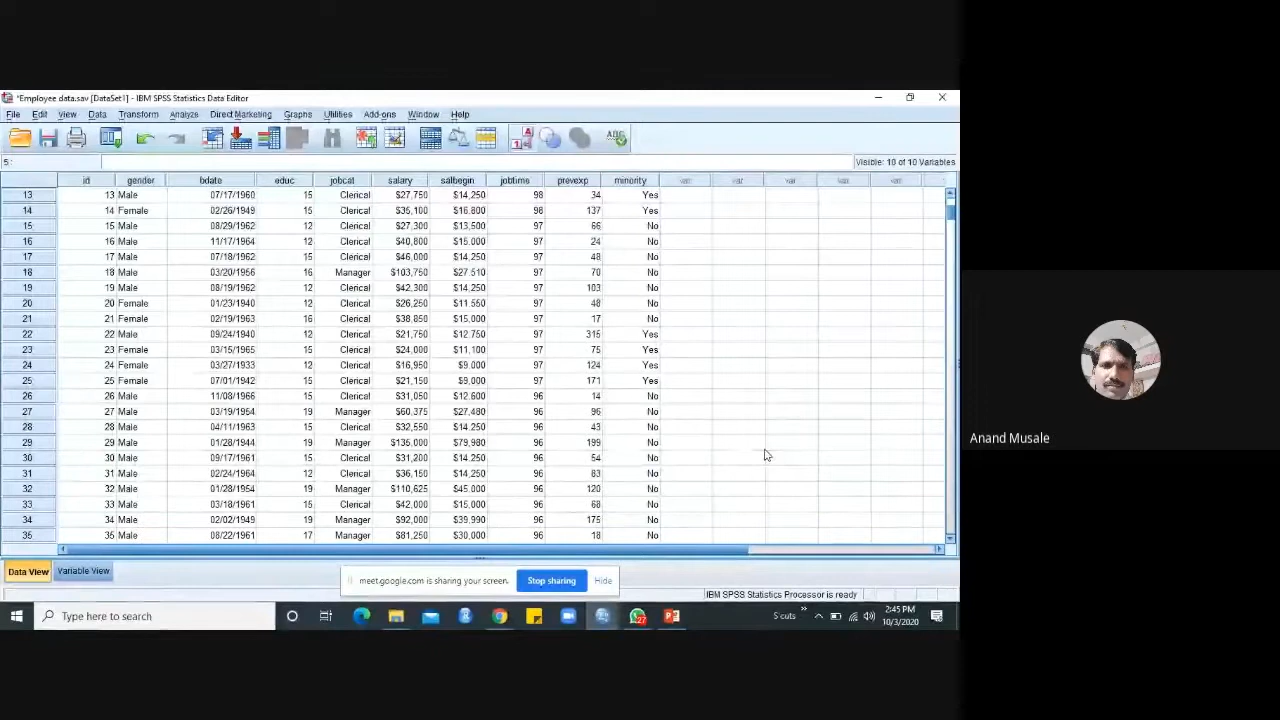 *Employee data.sav [DataSet1] - IBM SPSS Statistics Data Editor
File Edit View Data Transform Analyze Direct Marketing Graphs Utilities Add-ons Window Help
5 : Visible: 10 of 10 Variables
id gender bdate educ jobcat salary salbegin jobtime prevexp minority var var var var var
13 13 Male 07/17/1960 15 Clerical $27,750 $14,250 98 34 Yes
14 14 Female 02/26/1949 15 Clerical $35,100 $16,800 98 137 Yes
15 15 Male 08/29/1962 12 Clerical $27,300 $13,500 97 66 No
16 16 Male 11/17/1964 12 Clerical $40,800 $15,000 97 24 No
17 17 Male 07/18/1962 15 Clerical $46,000 $14,250 97 48 No
18 18 Male 03/20/1956 16 Manager $103,750 $27,510 97 70 No
19 19 Male 08/19/1962 12 Clerical $42,300 $14,250 97 103 No
20 20 Female 01/23/1940 12 Clerical $26,250 $11,550 97 48 No
21 21 Female 02/19/1963 16 Clerical $38,850 $15,000 97 17 No
22 22 Male 09/24/1940 12 Clerical $21,750 $12,750 97 315 Yes
23 23 Female 03/15/1965 15 Clerical $24,000 $11,100 97 75 Yes
24 24 Female 03/27/1933 12 Clerical $16,950 $9,000 97 124 Yes
25 25 Female 07/01/1942 15 Clerical $21,150 $9,000 97 171 Yes
26 26 Male 11/08/1966 15 Clerical $31,050 $12,600 96 14 No
27 27 Male 03/19/1954 19 Manager $60,375 $27,480 96 96 No
28 28 Male 04/11/1963 15 Clerical $32,550 $14,250 96 43 No
29 29 Male 01/28/1944 19 Manager $135,000 $79,980 96 199 No
30 30 Male 09/17/1961 15 Clerical $31,200 $14,250 96 54 No
31 31 Male 02/24/1964 12 Clerical $36,150 $14,250 96 83 No
32 32 Male 01/28/1954 19 Manager $110,625 $45,000 96 120 No
33 33 Male 03/18/1961 15 Clerical $42,000 $15,000 96 68 No
34 34 Male 02/02/1949 19 Manager $92,000 $39,990 96 175 No
35 35 Male 08/22/1961 17 Manager $81,250 $30,000 96 18 No
Anand Musale
Data View Variable View
meet.google.com is sharing your screen. Stop sharing Hide
IBM SPSS Statistics Processor is ready
Type here to search
27
5 cuts
2:45 PM
10/3/2020